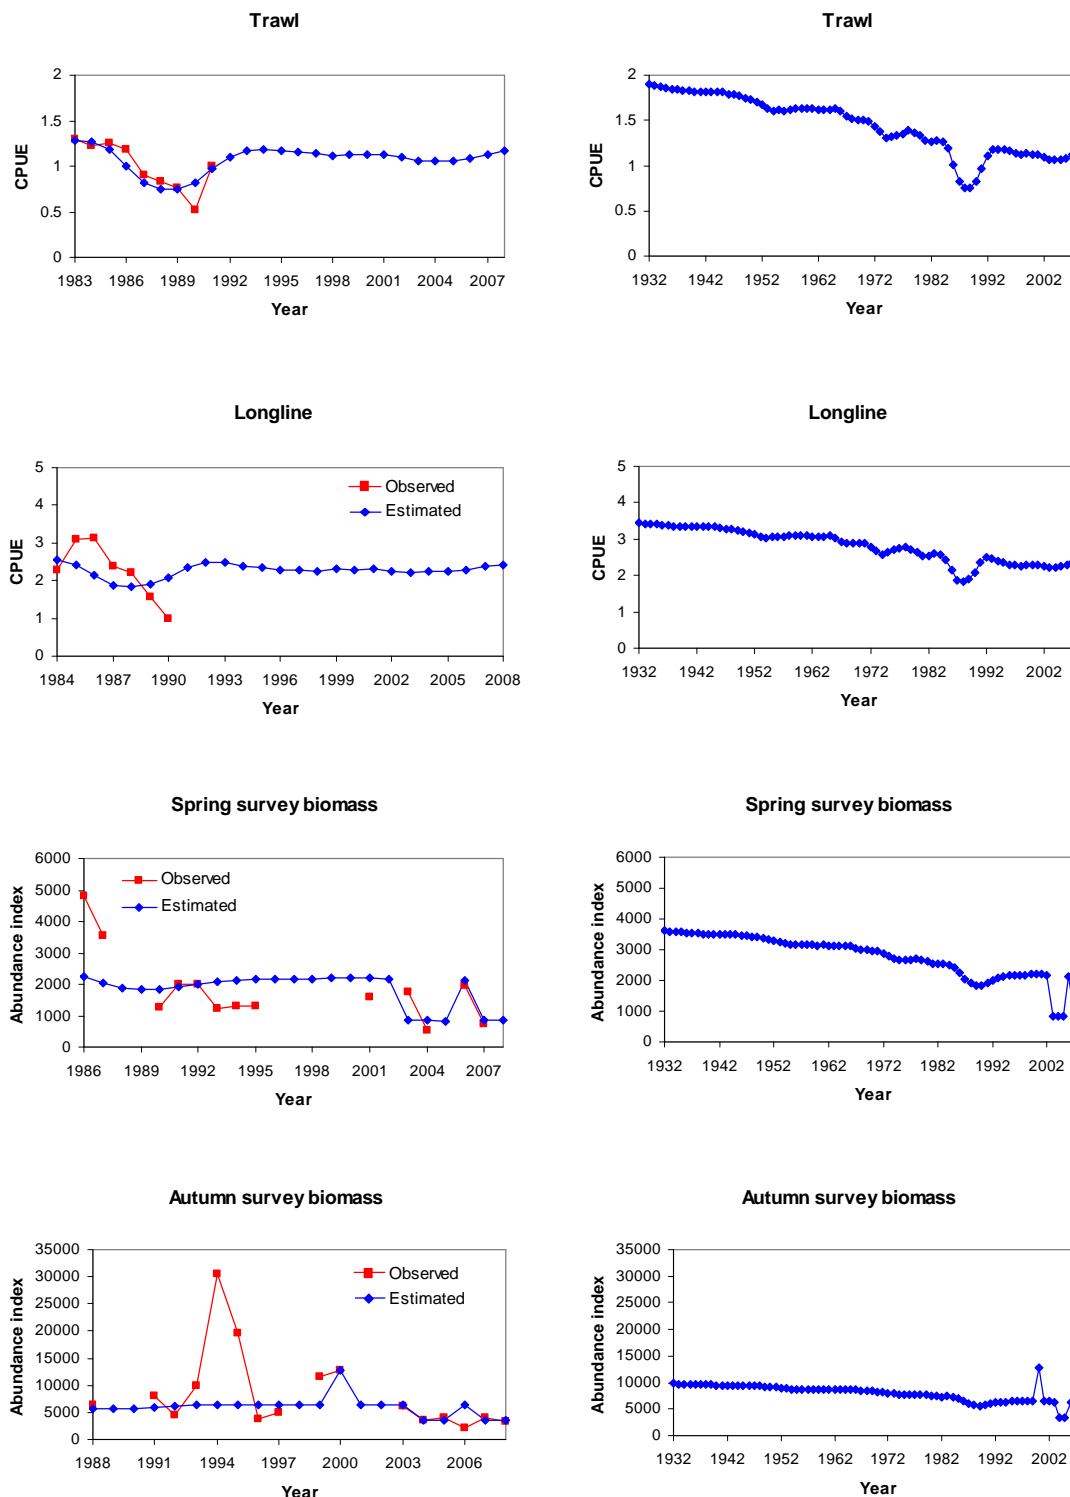 Trawl
2
1.5
1
0.5
0
CPUE
1983 1986 1989 1992 1995 1998 2001 2004 2007
Year
Trawl
2
1.5
1
0.5
0
CPUE
1932 1942 1952 1962 1972 1982 1992 2002
Year
Longline
5
4
3
2
1
0
CPUE
Observed
Estimated
1984 1987 1990 1993 1996 1999 2002 2005 2008
Year
Longline
5
4
3
2
1
0
CPUE
1932 1942 1952 1962 1972 1982 1992 2002
Year
Spring survey biomass
6000
5000
4000
3000
2000
1000
0
Abundance index
Observed
Estimated
1986 1989 1992 1995 1998 2001 2004 2007
Year
Spring survey biomass
6000
5000
4000
3000
2000
1000
0
Abundance index
1932 1942 1952 1962 1972 1982 1992 2002
Year
Autumn survey biomass
35000
30000
25000
20000
15000
10000
5000
0
Abundance index
Observed
Estimated
1988 1991 1994 1997 2000 2003 2006
Year
Autumn survey biomass
35000
30000
25000
20000
15000
10000
5000
0
Abundance index
1932 1942 1952 1962 1972 1982 1992 2002
Year